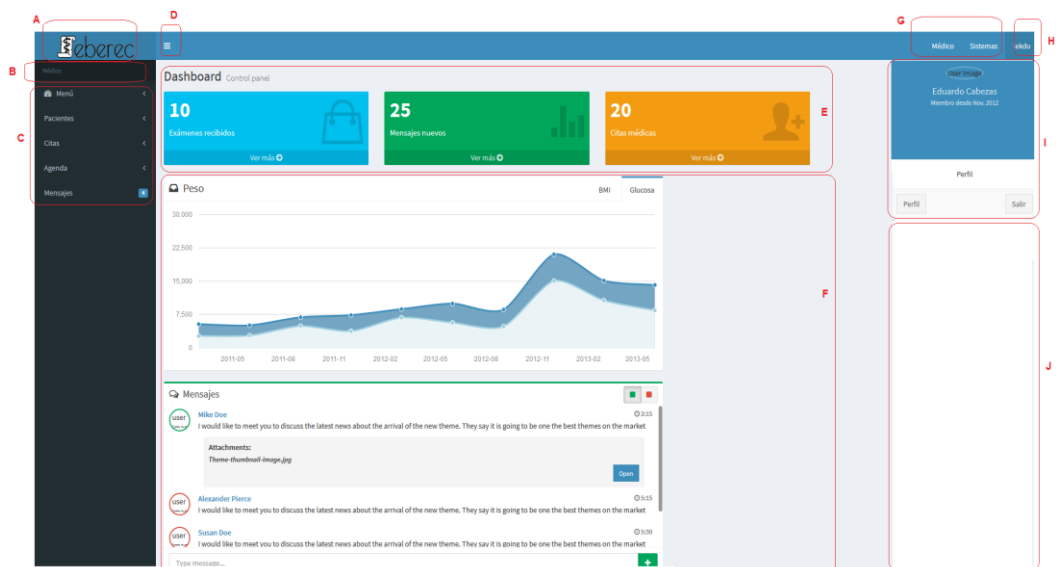 A
D
G
H
eberec
Médico
Sistemas
ekdu
B
Médico
C
Menú
Pacientes
Citas
Agenda
Mensajes
4
Dashboard Control panel
E
10
Exámenes recibidos
Ver más
25
Mensajes nuevos
Ver más
20
Citas médicas
Ver más
User Image
Eduardo Cabezas
Miembro desde Nov. 2012
I
Perfil
Perfil
Salir
Peso
BMI
Glucosa
30,000
22,500
15,000
7,500
0
2011-05
2011-08
2011-11
2012-02
2012-05
2012-08
2012-11
2013-02
2013-05
F
J
Mensajes
user
Mike Doe
2:15
I would like to meet you to discuss the latest news about the arrival of the new theme. They say it is going to be one the best themes on the market
Attachments:
Theme-thumbnail-image.jpg
Open
user
Alexander Pierce
5:15
I would like to meet you to discuss the latest news about the arrival of the new theme. They say it is going to be one the best themes on the market
user
Susan Doe
5:30
I would like to meet you to discuss the latest news about the arrival of the new theme. They say it is going to be one the best themes on the market
Type message...